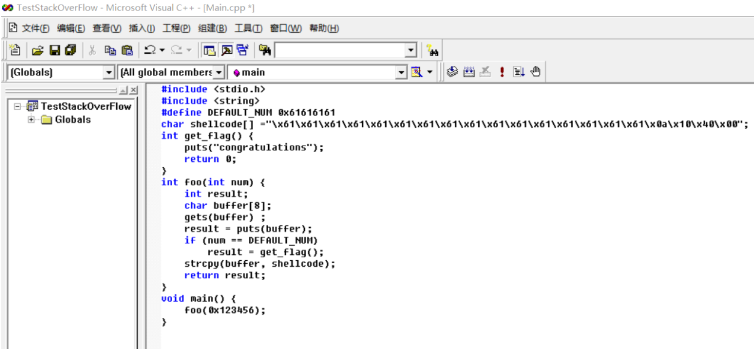 TestStackOverFlow - Microsoft Visual C++ - [Main.cpp *]
文件(F) 编辑(E) 查看(V) 插入(I) 工程(P) 组建(B) 工具(T) 窗口(W) 帮助(H)
(Globals) (All global members main
TestStackOverFlow
Globals
#include <stdio.h>
#include <string>
#define DEFAULT_NUM 0x61616161
char shellcode[] ="\x61\x61\x61\x61\x61\x61\x61\x61\x61\x61\x61\x61\x61\x61\x61\x61\x0a\x10\x40\x00";
int get_flag() {
puts("congratulations");
return 0;
}
int foo(int num) {
int result;
char buffer[8];
gets(buffer) ;
result = puts(buffer);
if (num == DEFAULT_NUM)
result = get_flag();
strcpy(buffer, shellcode);
return result;
}
void main() {
foo(0x123456);
}